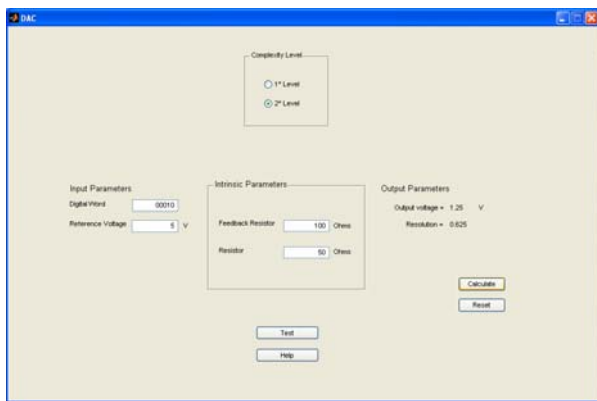 DAC
Complexity Level
1º Level
2º Level
Input Parameters
Digital Word 00010
Reference Voltage 5 V
Intrinsic Parameters
Feedback Resistor 100 Ohms
Resistor 50 Ohms
Output Parameters
Output voltage = 1.25 V
Resolution = 0.625
Calculate
Reset
Test
Help